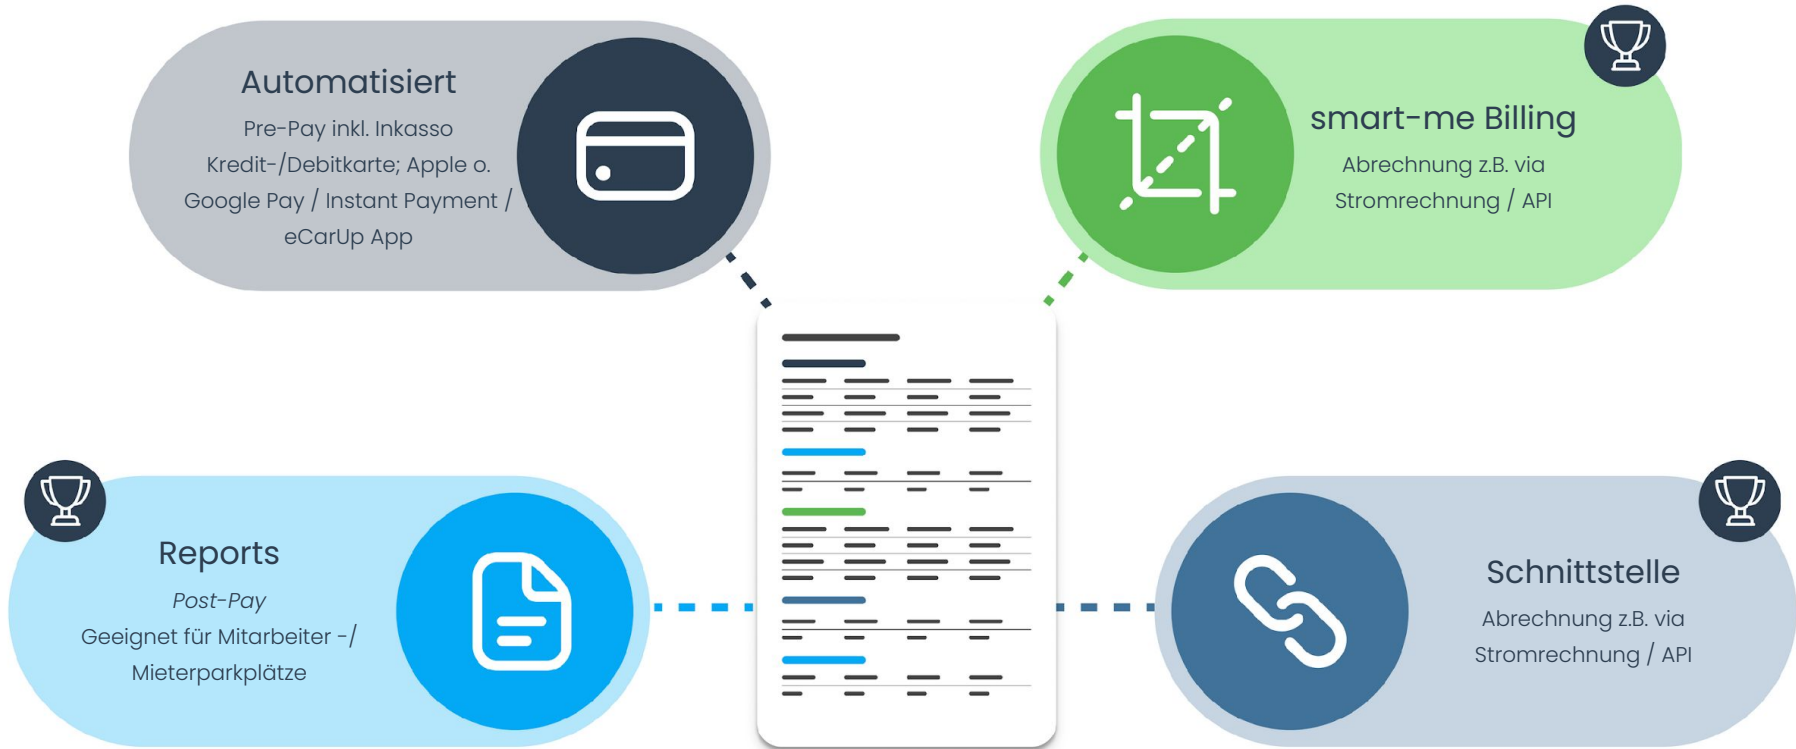 Automatisiert
Pre-Pay inkl. Inkasso
Kredit-/Debitkarte; Apple o.
Google Pay / Instant Payment /
eCarUp App
smart-me Billing
Abrechnung z.B. via
Stromrechnung / API
Reports
Post-Pay
Geeignet für Mitarbeiter -/
Mieterparkplätze
Schnittstelle
Abrechnung z.B. via
Stromrechnung / API